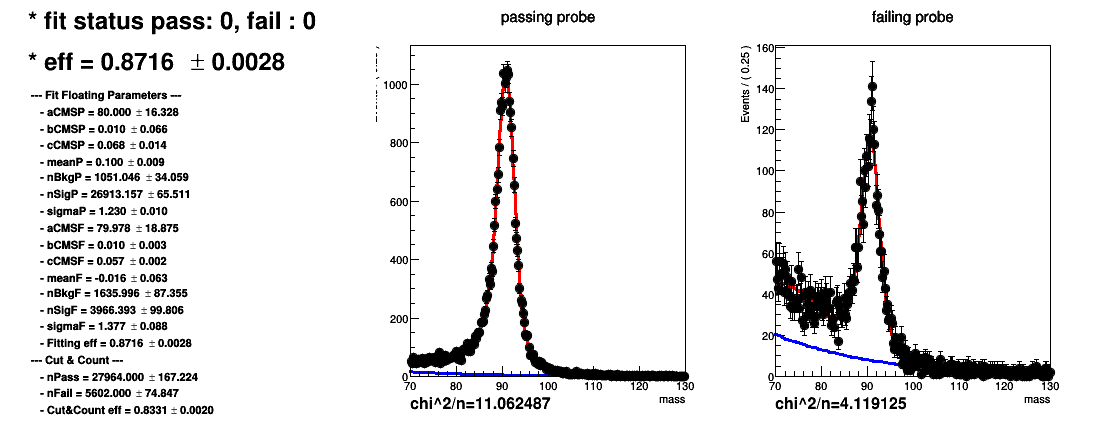 * fit status pass: 0, fail : 0
* eff = 0.8716 ± 0.0028
--- Fit Floating Parameters ---
- aCMSP = 80.000 ± 16.328
- bCMSP = 0.010 ± 0.066
- cCMSP = 0.068 ± 0.014
- meanP = 0.100 ± 0.009
- nBkgP = 1051.046 ± 34.059
- nSigP = 26913.157 ± 65.511
- sigmaP = 1.230 ± 0.010
- aCMSF = 79.978 ± 18.875
- bCMSF = 0.010 ± 0.003
- cCMSF = 0.057 ± 0.002
- meanF = -0.016 ± 0.063
- nBkgF = 1635.996 ± 87.355
- nSigF = 3966.393 ± 99.806
- sigmaF = 1.377 ± 0.088
- Fitting eff = 0.8716 ± 0.0028
--- Cut & Count ---
- nPass = 27964.000 ± 167.224
- nFail = 5602.000 ± 74.847
- Cut&Count eff = 0.8331 ± 0.0020
passing probe
1000
800
600
400
200
0
70 80 90 100 110 120 130
mass
chi^2/n=11.062487
failing probe
Events / ( 0.25 )
160
140
120
100
80
60
40
20
0
70 80 90 100 110 120 130
mass
chi^2/n=4.119125